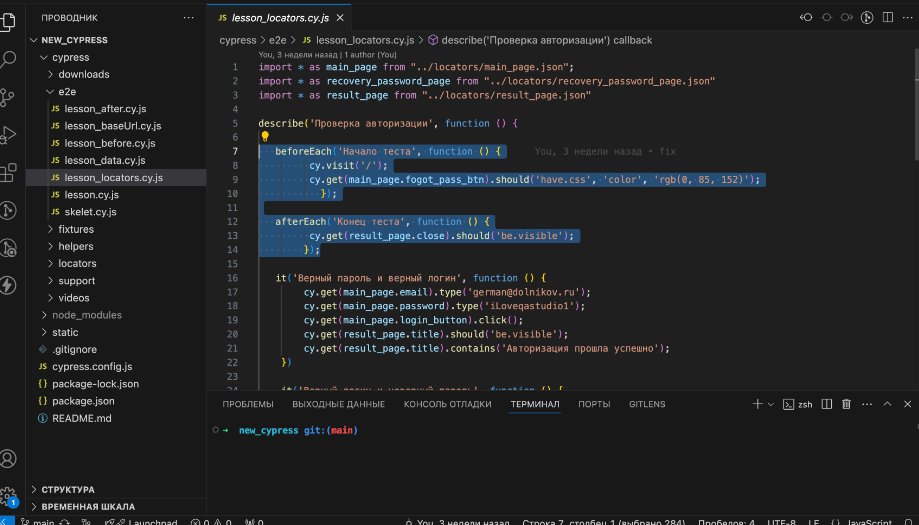 ПРОВОДНИК
NEW_CYPRESS
cypress
downloads
e2e
JS lesson_after.cy.js
JS lesson_baseUrl.cy.js
JS lesson_before.cy.js
JS lesson_data.cy.js
JS lesson_locators.cy.js
JS lesson.cy.js
JS skelet.cy.js
fixtures
helpers
locators
support
videos
node_modules
static
.gitignore
JS cypress.config.js
{} package-lock.json
{} package.json
README.md
СТРУКТУРА
ВРЕМЕННАЯ ШКАЛА
JS lesson_locators.cy.js
cypress > e2e > JS lesson_locators.cy.js > describe('Проверка авторизации') callback
You, 3 недели назад | 1 author (You)
1 import * as main_page from "../locators/main_page.json";
2 import * as recovery_password_page from "../locators/recovery_password_page.json"
3 import * as result_page from "../locators/result_page.json"
4
5 describe('Проверка авторизации', function () {
6
7 beforeEach('Начало теста', function () { You, 3 недели назад • fix
8 cy.visit('/');
9 cy.get(main_page.fogot_pass_btn).should('have.css', 'color', 'rgb(0, 85, 152)');
10 });
11
12 afterEach('Конец теста', function () {
13 cy.get(result_page.close).should('be.visible');
14 });
15
16 it('Верный пароль и верный логин', function () {
17 cy.get(main_page.email).type('german@dolnikov.ru');
18 cy.get(main_page.password).type('iLoveqastudio1');
19 cy.get(main_page.login_button).click();
20 cy.get(result_page.title).should('be.visible');
21 cy.get(result_page.title).contains('Авторизация прошла успешно');
22 })
23
24 it('Верный логин и неверный пароль', function () {
ПРОБЛЕМЫ ВЫХОДНЫЕ ДАННЫЕ КОНСОЛЬ ОТЛАДКИ ТЕРМИНАЛ ПОРТЫ GITLENS
zsh
new_cypress git:(main)
1
main Launchpad 0 0 0 You, 3 недели назад Строка 7, столбец 1 (выбрано 284) Пробелов: 4 UTF-8 LF {} JavaScript